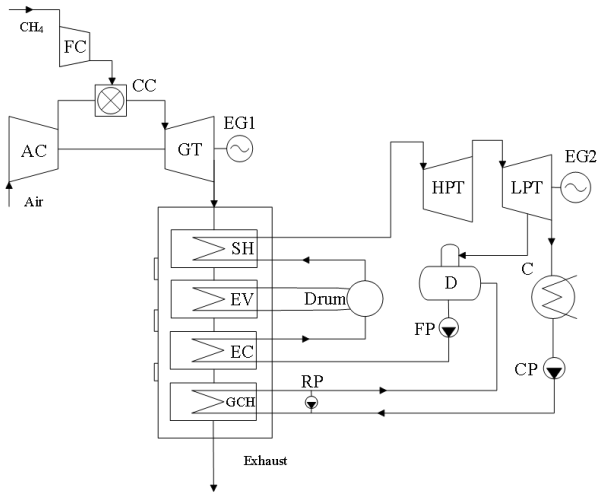 CH₄
FC
CC
AC
GT
EG1
Air
HPT
LPT
EG2
SH
EV
Drum
EC
GCH
D
C
FP
RP
CP
Exhaust